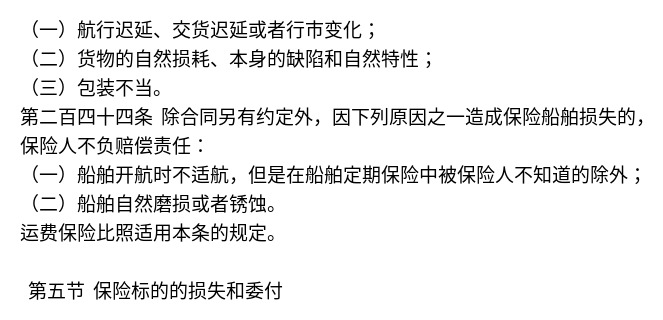 （一）航行迟延、交货迟延或者行市变化；
（二）货物的自然损耗、本身的缺陷和自然特性；
（三）包装不当。
第二百四十四条 除合同另有约定外，因下列原因之一造成保险船舶损失的，
保险人不负赔偿责任：
（一）船舶开航时不适航，但是在船舶定期保险中被保险人不知道的除外；
（二）船舶自然磨损或者锈蚀。
运费保险比照适用本条的规定。
第五节 保险标的的损失和委付